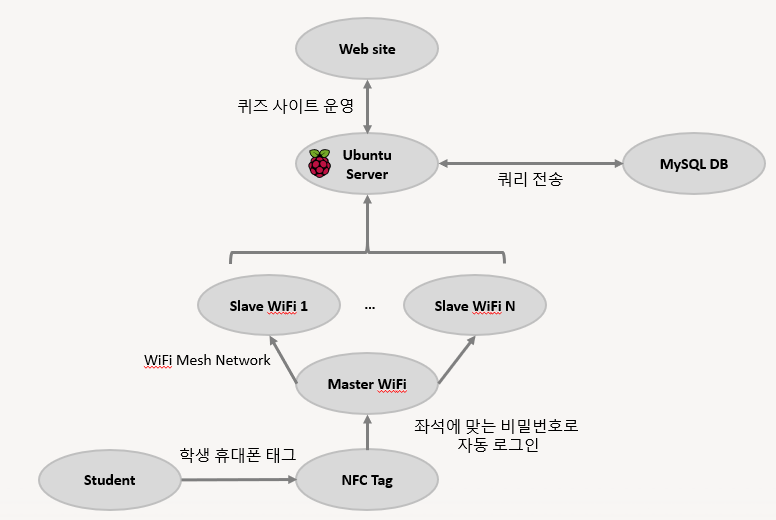 Web site
퀴즈 사이트 운영
Ubuntu
Server
MySQL DB
쿼리 전송
Slave WiFi 1
...
Slave WiFi N
WiFi Mesh Network
Master WiFi
좌석에 맞는 비밀번호로
자동 로그인
학생 휴대폰 태그
Student
NFC Tag